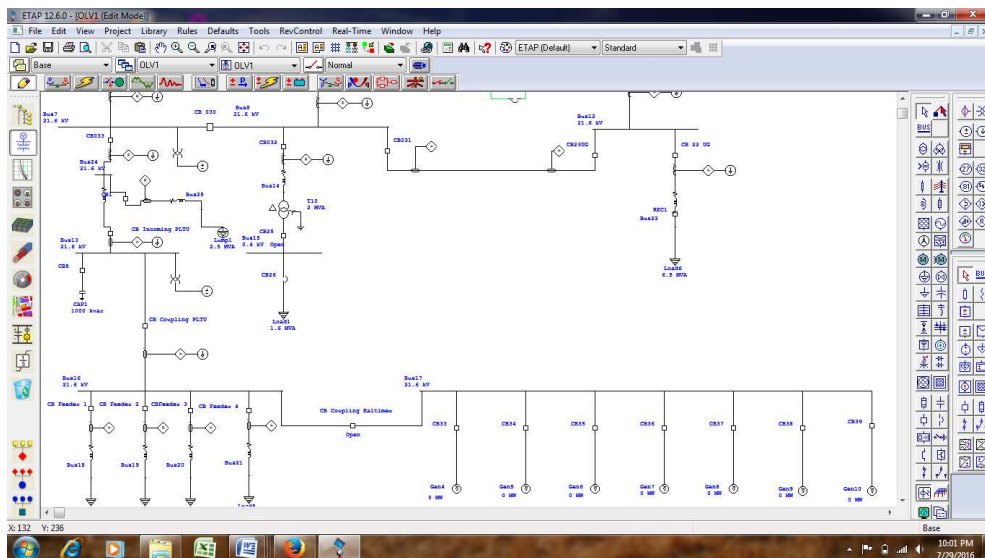 ETAP 12.6.0 - [OLV1 (Edit Mode)]
File Edit View Project Library Rules Defaults Tools RevControl Real-Time Window Help
ETAP (Default) Standard
Base OLV1 OLV1 Normal
Bus7
21.6 kV
CB 030
Bus8
21.6 kV
Bus12
21.6 kV
CB033
CB032
CB031
CB23UG
CB 22 UG
Bus24
21.6 kV
Bus14
T10
2 MVA
Bus25
REC1
Bus22
CB Incoming PLTU
Lump1
2.5 MVA
Bus15
0.4 kV
CB25
Open
Bus13
21.6 kV
CB5
CB26
Load6
6.5 MVA
CAP1
1000 kvar
CB Coupling PLTU
Load1
1.6 MVA
Bus16
21.6 kV
Bus17
21.6 kV
CB Feeder 1
CB Feeder 2
CBFeeder 3
CB Feeder 4
CB Coupling Kaltimex
Open
CB33
CB34
CB35
CB36
CB37
CB38
CB39
Bus18
Bus19
Bus20
Bus21
Gen4
0 MW
Gen5
0 MW
Gen6
0 MW
Gen7
0 MW
Gen8
0 MW
Gen9
0 MW
Gen10
0 MW
BUS
X: 132 Y: 236
Base
10:01 PM
7/29/2016